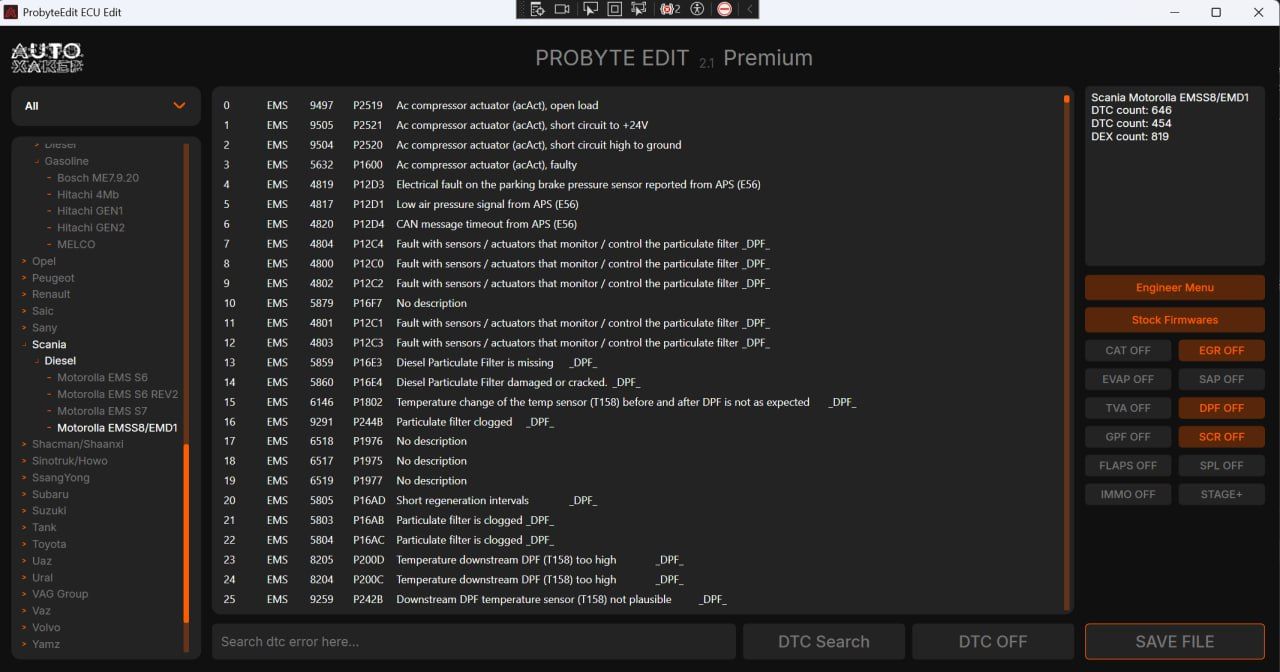 ProbyteEdit ECU Edit
2
AUTO
XAKEP
PROBYTE EDIT 2.1 Premium
All
Diesel
Gasoline
- Bosch ME7.9.20
- Hitachi 4Mb
- Hitachi GEN1
- Hitachi GEN2
- MELCO
> Opel
> Peugeot
> Renault
> Saic
> Sany
Scania
Diesel
- Motorolla EMS S6
- Motorolla EMS S6 REV2
- Motorolla EMS S7
- Motorolla EMSS8/EMD1
> Shacman/Shaanxi
> Sinotruk/Howo
> SsangYong
> Subaru
> Suzuki
> Tank
> Toyota
> Uaz
> Ural
> VAG Group
> Vaz
> Volvo
> Yamz
0 EMS 9497 P2519 Ac compressor actuator (acAct), open load
1 EMS 9505 P2521 Ac compressor actuator (acAct), short circuit to +24V
2 EMS 9504 P2520 Ac compressor actuator (acAct), short circuit high to ground
3 EMS 5632 P1600 Ac compressor actuator (acAct), faulty
4 EMS 4819 P12D3 Electrical fault on the parking brake pressure sensor reported from APS (E56)
5 EMS 4817 P12D1 Low air pressure signal from APS (E56)
6 EMS 4820 P12D4 CAN message timeout from APS (E56)
7 EMS 4804 P12C4 Fault with sensors / actuators that monitor / control the particulate filter _DPF_
8 EMS 4800 P12C0 Fault with sensors / actuators that monitor / control the particulate filter _DPF_
9 EMS 4802 P12C2 Fault with sensors / actuators that monitor / control the particulate filter _DPF_
10 EMS 5879 P16F7 No description
11 EMS 4801 P12C1 Fault with sensors / actuators that monitor / control the particulate filter _DPF_
12 EMS 4803 P12C3 Fault with sensors / actuators that monitor / control the particulate filter _DPF_
13 EMS 5859 P16E3 Diesel Particulate Filter is missing _DPF_
14 EMS 5860 P16E4 Diesel Particulate Filter damaged or cracked. _DPF_
15 EMS 6146 P1802 Temperature change of the temp sensor (T158) before and after DPF is not as expected _DPF_
16 EMS 9291 P244B Particulate filter clogged _DPF_
17 EMS 6518 P1976 No description
18 EMS 6517 P1975 No description
19 EMS 6519 P1977 No description
20 EMS 5805 P16AD Short regeneration intervals _DPF_
21 EMS 5803 P16AB Particulate filter is clogged _DPF_
22 EMS 5804 P16AC Particulate filter is clogged _DPF_
23 EMS 8205 P200D Temperature downstream DPF (T158) too high _DPF_
24 EMS 8204 P200C Temperature downstream DPF (T158) too high _DPF_
25 EMS 9259 P242B Downstream DPF temperature sensor (T158) not plausible _DPF_
Search dtc error here...
DTC Search
DTC OFF
Scania Motorolla EMSS8/EMD1
DTC count: 646
DTC count: 454
DEX count: 819
Engineer Menu
Stock Firmwares
CAT OFF EGR OFF
EVAP OFF SAP OFF
TVA OFF DPF OFF
GPF OFF SCR OFF
FLAPS OFF SPL OFF
IMMO OFF STAGE+
SAVE FILE